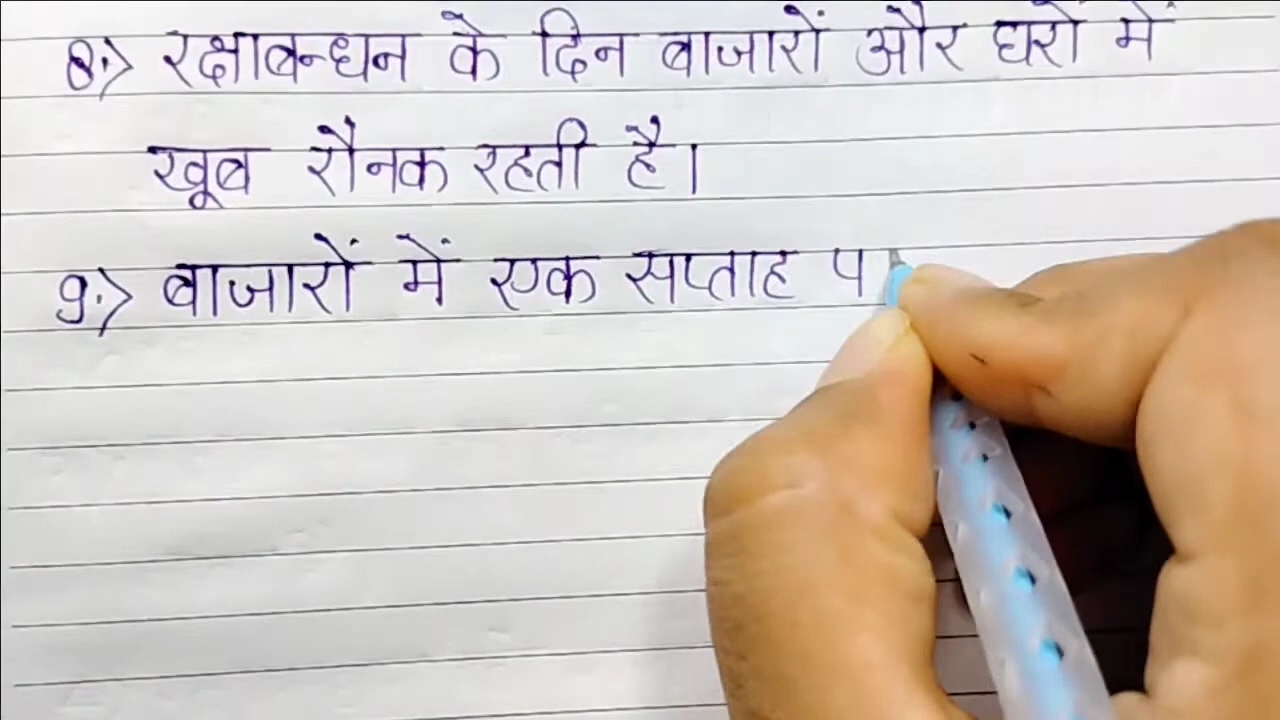 8.> रक्षाबन्धन के दिन बाजारों और घरों में
खूब रौनक रहती है।
9.> बाजारों में एक सप्ताह प